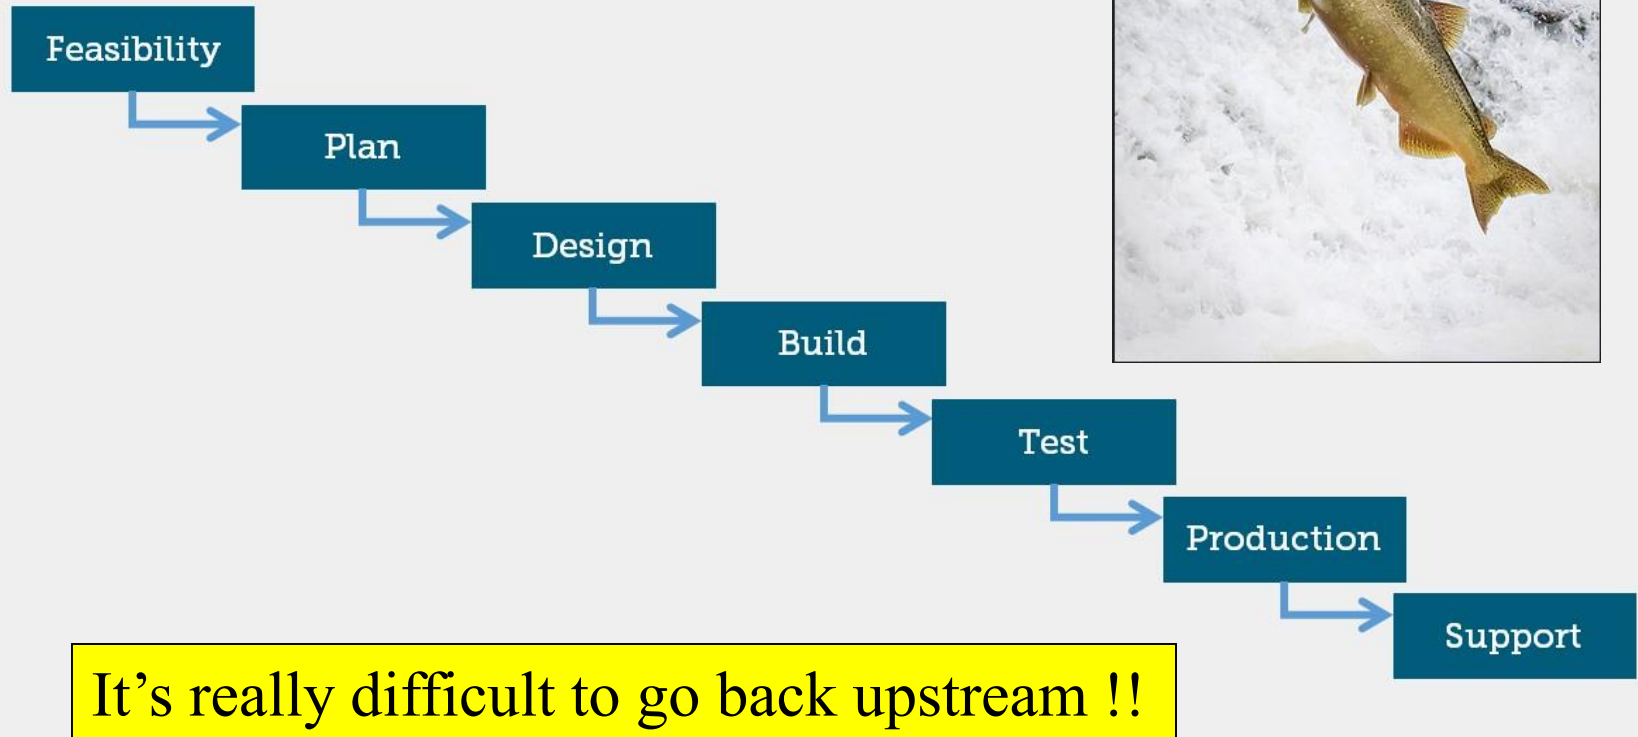 Feasibility
Plan
Design
Build
Test
Production
Support
It’s really difficult to go back upstream !!